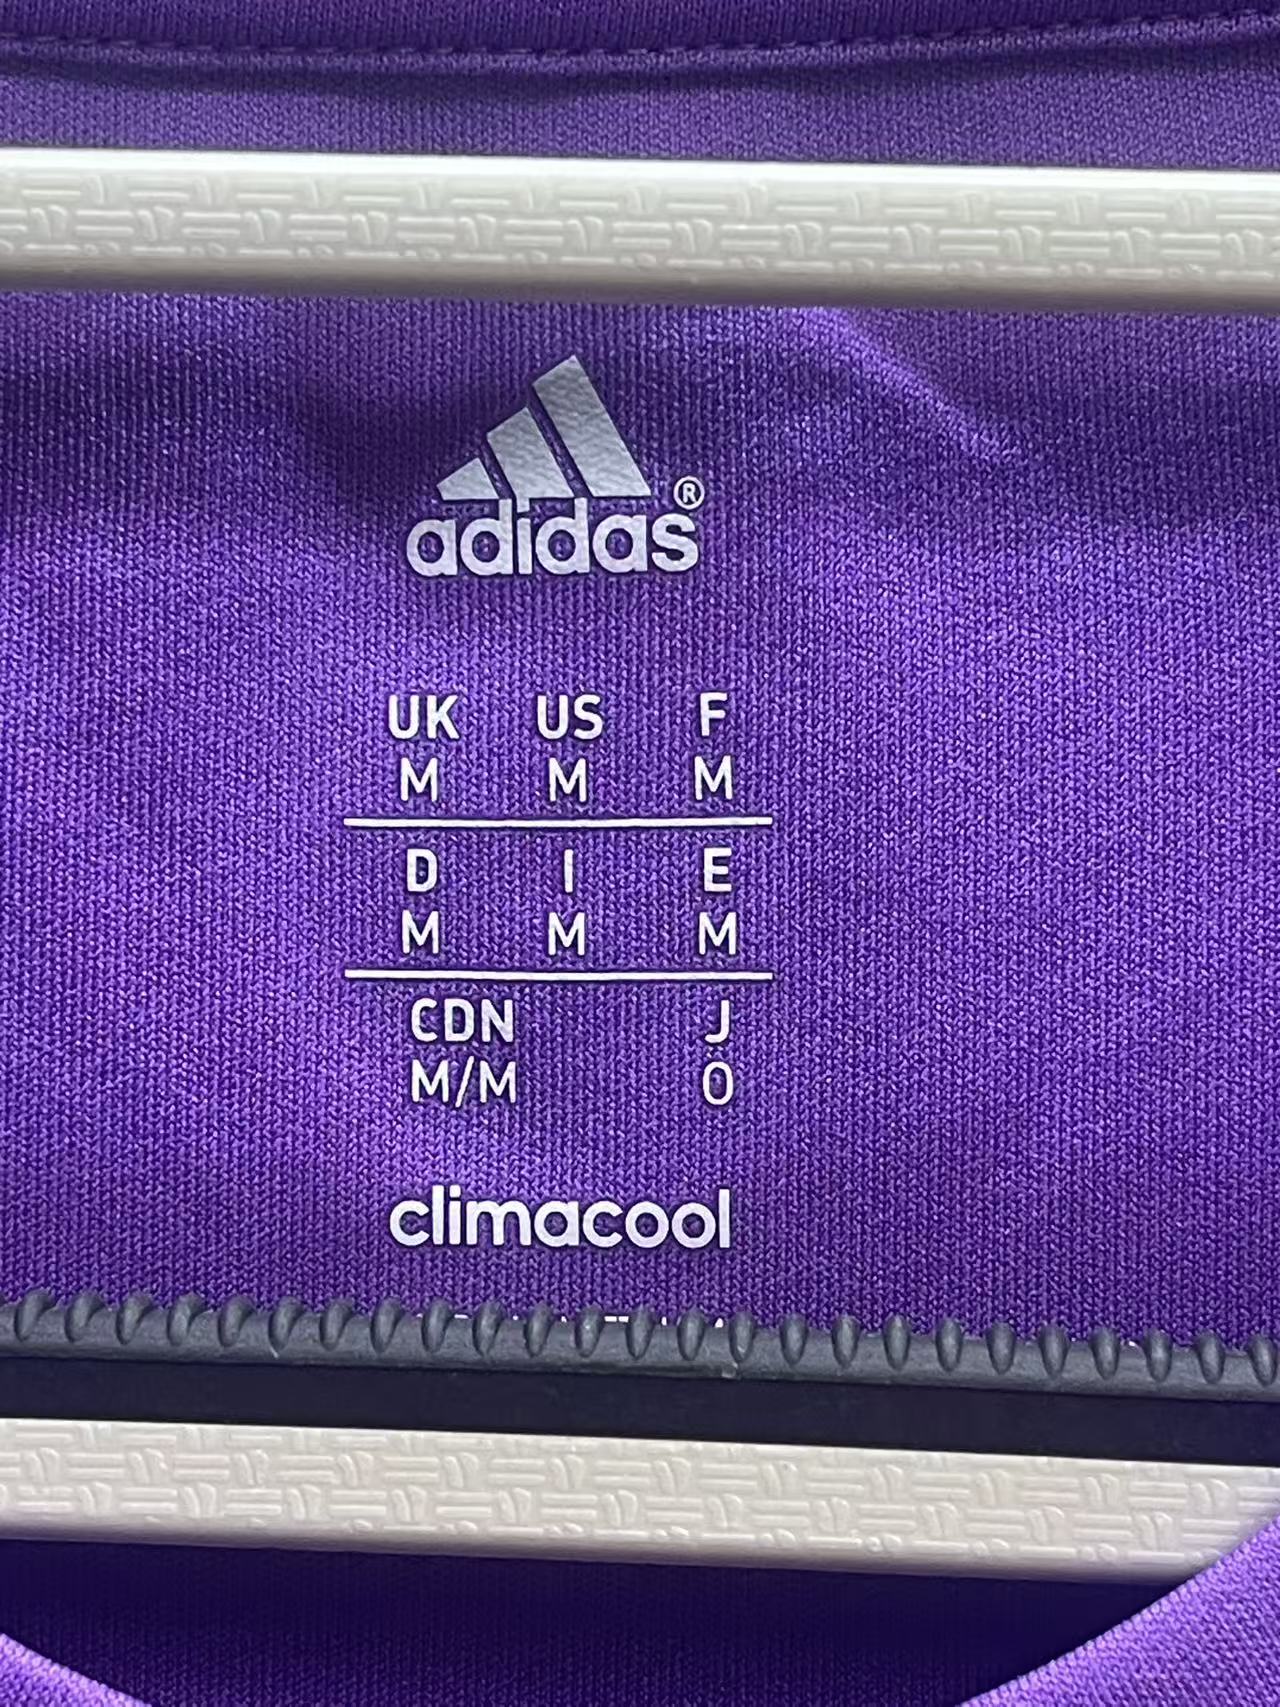 adidas®
UK US F
M M M
D I E
M M M
CDN J
M/M O
climacool